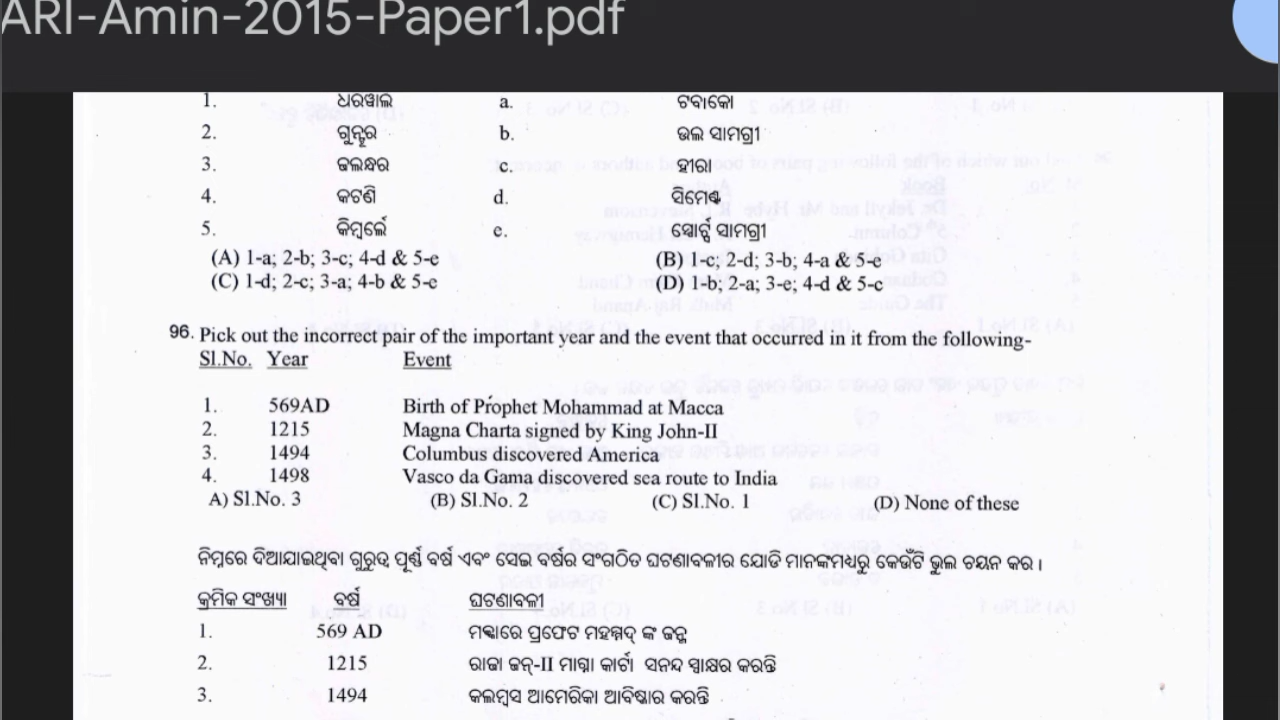 ARI-Amin-2015-Paper1.pdf
1. ଧରୱାଲ a. ଟବାକୋ
2. ଗୁନ୍ଟୁର b. ଉଲ ସାମଗ୍ରୀ
3. ଜଲନ୍ଧର c. ହୀରା
4. କଟଣି d. ସିମେଣ୍ଟ
5. କିମ୍ବର୍ଲେ e. ସ୍ପୋର୍ଟ୍ସ ସାମଗ୍ରୀ
(A) 1-a; 2-b; 3-c; 4-d & 5-e (B) 1-c; 2-d; 3-b; 4-a & 5-e
(C) 1-d; 2-c; 3-a; 4-b & 5-e (D) 1-b; 2-a; 3-e; 4-d & 5-c
96. Pick out the incorrect pair of the important year and the event that occurred in it from the following-
Sl.No. Year Event
1. 569AD Birth of Prophet Mohammad at Macca
2. 1215 Magna Charta signed by King John-II
3. 1494 Columbus discovered America
4. 1498 Vasco da Gama discovered sea route to India
A) Sl.No. 3 (B) Sl.No. 2 (C) Sl.No. 1 (D) None of these
ନିମ୍ନରେ ଦିଆଯାଇଥିବା ଗୁରୁତ୍ୱ ପୂର୍ଣ୍ଣ ବର୍ଷ ଏବଂ ସେଇ ବର୍ଷର ସଂଗଠିତ ଘଟଣାବଳୀର ଯୋଡି ମାନଙ୍କମଧ୍ୟରୁ କେଉଁଟି ଭୁଲ ଚୟନ କର।
କ୍ରମିକ ସଂଖ୍ୟା ବର୍ଷ ଘଟଣାବଳୀ
1. 569 AD ମକ୍କାରେ ପ୍ରଫେଟ ମହମ୍ମଦ୍ ଙ୍କ ଜନ୍ମ
2. 1215 ରାଜା ଜନ୍-II ମାଗ୍ନା କାର୍ଟା ସନନ୍ଦ ସ୍ୱାକ୍ଷର କରନ୍ତି
3. 1494 କଲମ୍ବସ ଆମେରିକା ଆବିଷ୍କାର କରନ୍ତି